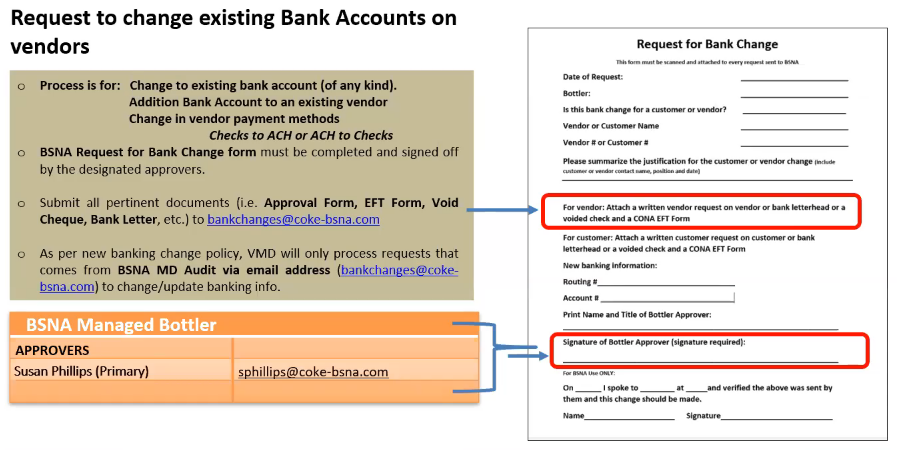 Request to change existing Bank Accounts on
vendors
o Process is for: Change to existing bank account (of any kind).
Addition Bank Account to an existing vendor
Change in vendor payment methods
Checks to ACH or ACH to Checks
o BSNA Request for Bank Change form must be completed and signed off
by the designated approvers.
o Submit all pertinent documents (i.e. Approval Form, EFT Form, Void
Cheque, Bank Letter, etc.) to bankchanges@coke-bsna.com
o As per new banking change policy, VMD will only process requests that
comes from BSNA MD Audit via email address (bankchanges@coke-
bsna.com) to change/update banking info.
BSNA Managed Bottler
APPROVERS
Susan Phillips (Primary) sphillips@coke-bsna.com
Request for Bank Change
This form must be scanned and attached to every request sent to BSNA
Date of Request:
Bottler:
Is this bank change for a customer or vendor?
Vendor or Customer Name
Vendor # or Customer #
Please summarize the justification for the customer or vendor change (include
customer or vendor contact name, position and date)
For vendor: Attach a written vendor request on vendor or bank letterhead or a
voided check and a CONA EFT Form
For customer: Attach a written customer request on customer or bank
letterhead or a voided check and a CONA EFT Form
New banking information:
Routing #
Account #
Print Name and Title of Bottler Approver:
Signature of Bottler Approver (signature required):
For BSNA Use ONLY:
On ______ I spoke to ________ at _____and verified the above was sent by
them and this change should be made.
Name____________________ Signature____________________